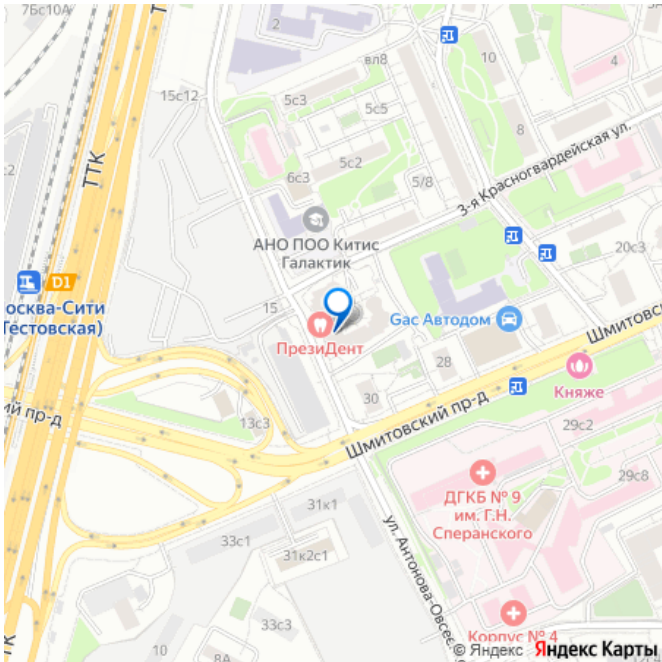 7Бс10А
2
вл8
10
4
15с12
5с3
5с5
8
ТТК
5с2
6с3
5/8
3-я Красногвардейская ул.
АНО ПОО Китис
Галактик
20с3
D1
осква-Сити
Тестовская)
15
ПрезиДент
Gac Автодом
Шмитовск
28
Княже
30
ий пр-д
13с3
Шмитовский пр-д
29с2
ДГКБ № 9
им. Г.Н.
Сперанского
29с8
31к1
33с1
31к2с1
ул. Антонова-Овсее
33с3
Корпус № 4
10
8А
© Яндекс Яндекс Карты